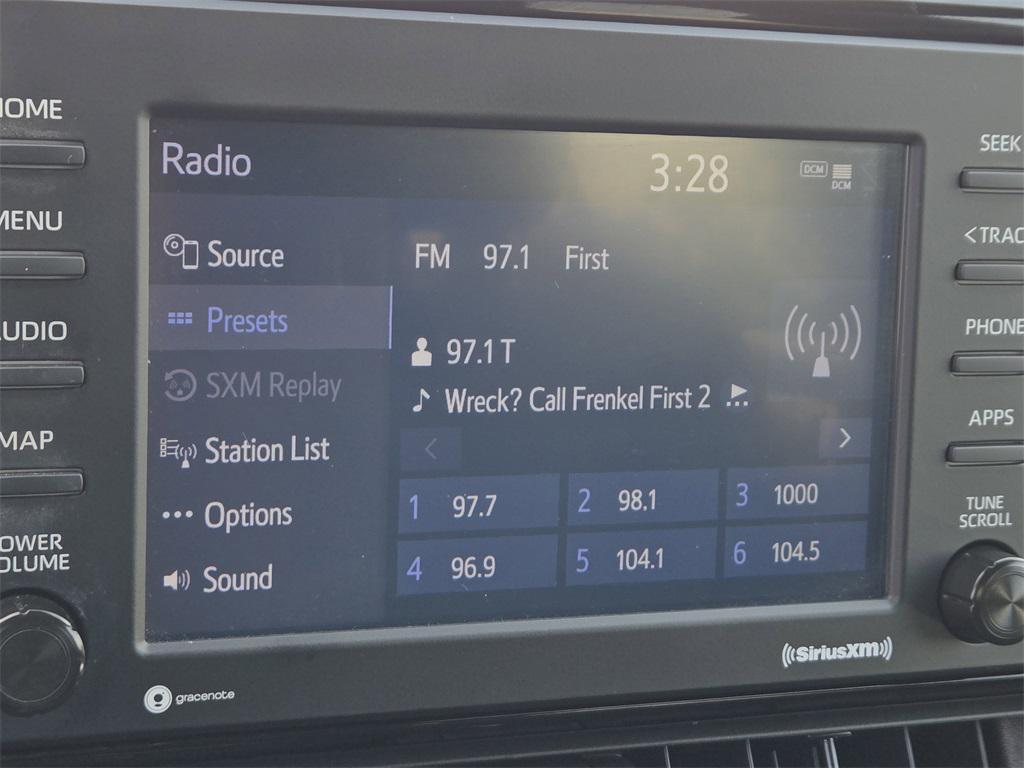 HOME
MENU
AUDIO
MAP
POWER
VOLUME
Radio
3:28
DCM
DCM
Source
Presets
SXM Replay
Station List
Options
Sound
FM 97.1 First
97.1 T
Wreck? Call Frenkel First 2
<
>
1 97.7
2 98.1
3 1000
4 96.9
5 104.1
6 104.5
SEEK
<TRAC
PHONE
APPS
TUNE
SCROLL
gracenote
((SiriusXM))